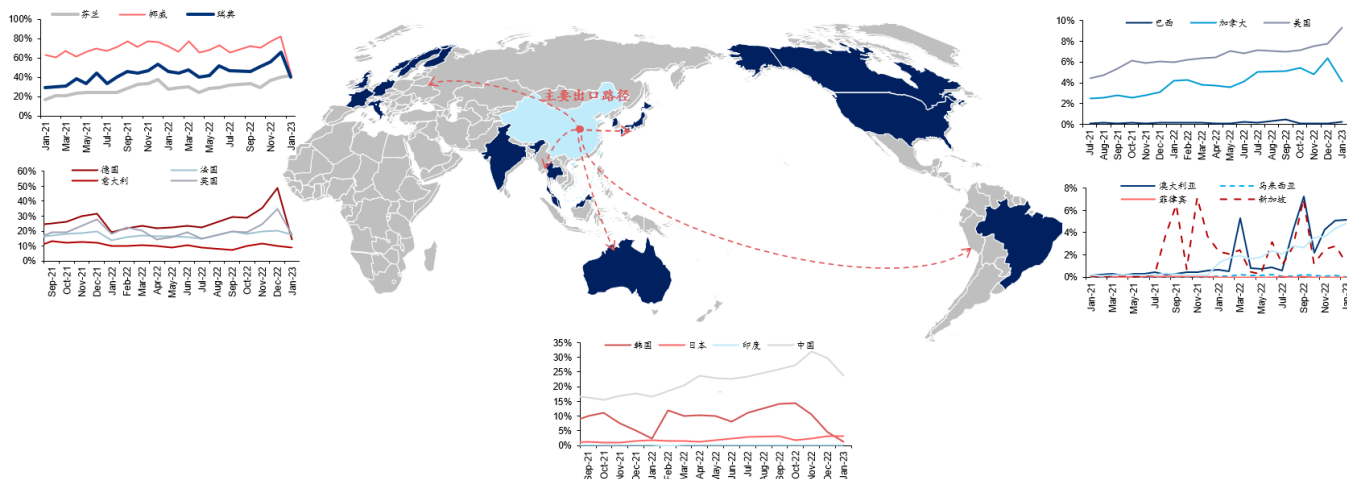 芬兰 挪威 瑞典
100%
80%
60%
40%
20%
0%
Jan-21 Mar-21 May-21 Jul-21 Sep-21 Nov-21 Jan-22 Mar-22 May-22 Jul-22 Sep-22 Nov-22 Jan-23
德国 法国
意大利 英国
60%
50%
40%
30%
20%
10%
0%
Sep-21 Oct-21 Nov-21 Dec-21 Jan-22 Feb-22 Mar-22 Apr-22 May-22 Jun-22 Jul-22 Aug-22 Sep-22 Oct-22 Nov-22 Dec-22 Jan-23
主要出口路径
巴西 加拿大 美国
10%
8%
6%
4%
2%
0%
Jul-21 Aug-21 Sep-21 Oct-21 Nov-21 Dec-21 Jan-22 Feb-22 Mar-22 Apr-22 May-22 Jun-22 Jul-22 Aug-22 Sep-22 Oct-22 Nov-22 Dec-22 Jan-23
澳大利亚 马来西亚
菲律宾 新加坡
8%
6%
4%
2%
0%
Jan-21 Mar-21 May-21 Jul-21 Sep-21 Nov-21 Jan-22 Mar-22 May-22 Jul-22 Sep-22 Nov-22 Jan-23
韩国 日本 印度 中国
35%
30%
25%
20%
15%
10%
5%
0%
Sep-21 Oct-21 Nov-21 Dec-21 Jan-22 Feb-22 Mar-22 Apr-22 May-22 Jun-22 Jul-22 Aug-22 Sep-22 Oct-22 Nov-22 Dec-22 Jan-23